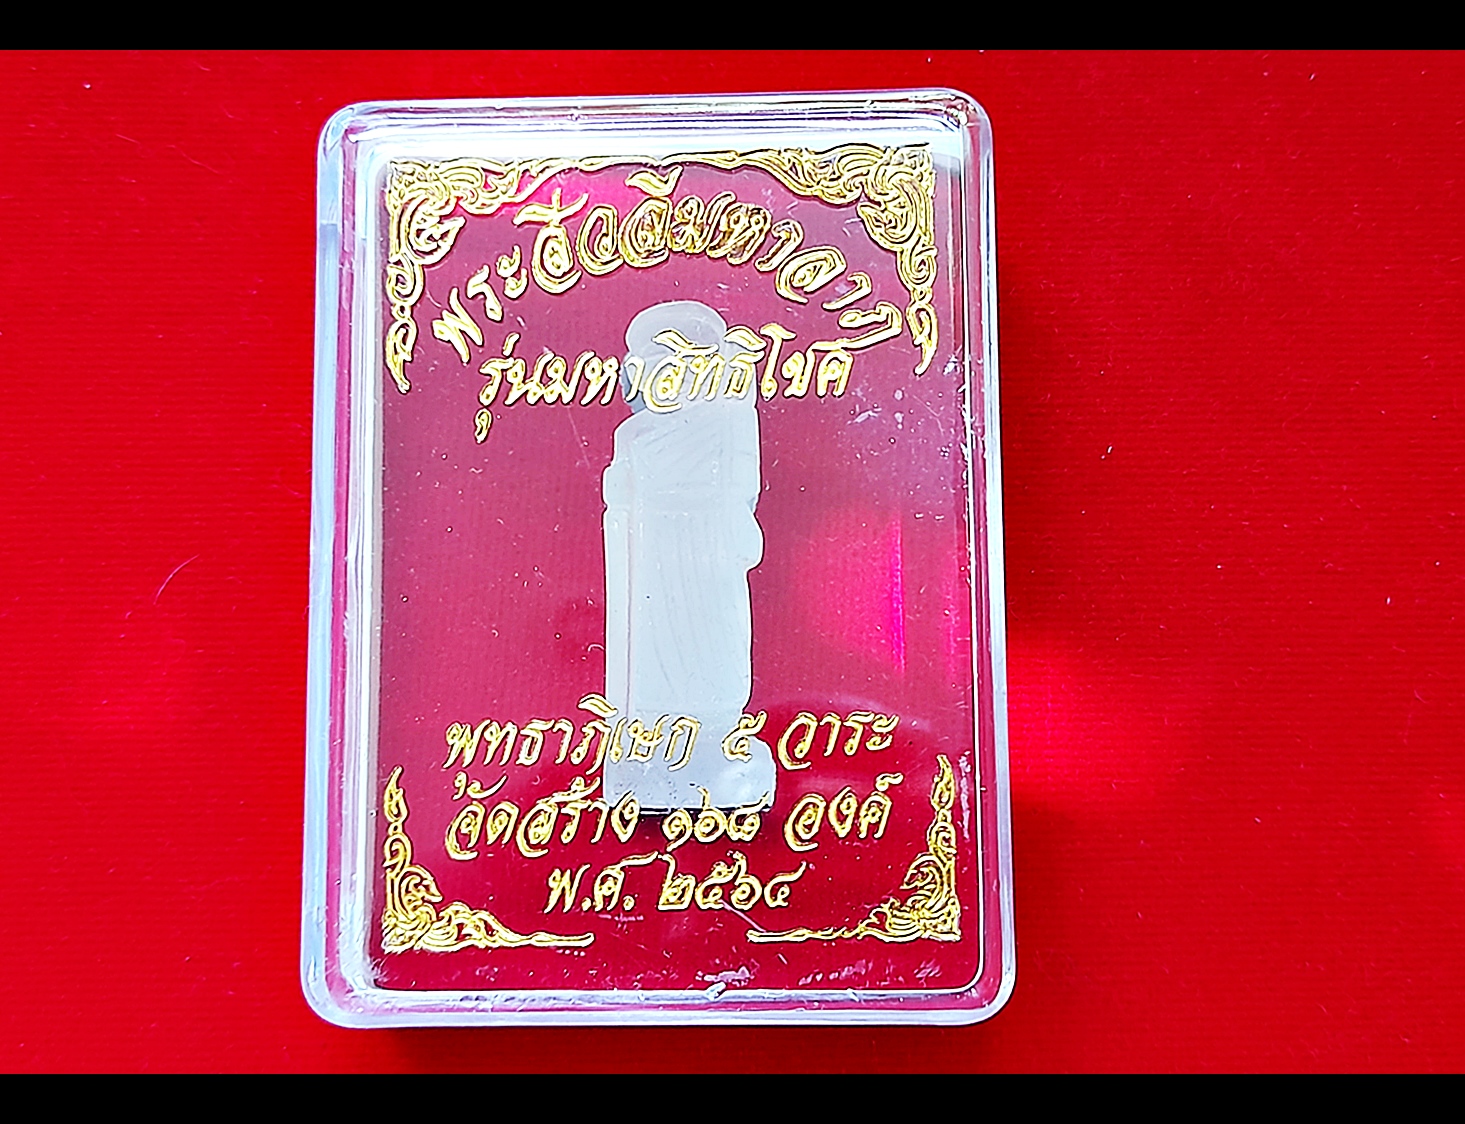 พระสิวลีมหาลาภ
รุ่นมหาสิทธิโชค
พุทธาภิเษก ๕ วาระ
จัดสร้าง ๑๖๘ องค์
พ.ศ. ๒๕๖๔